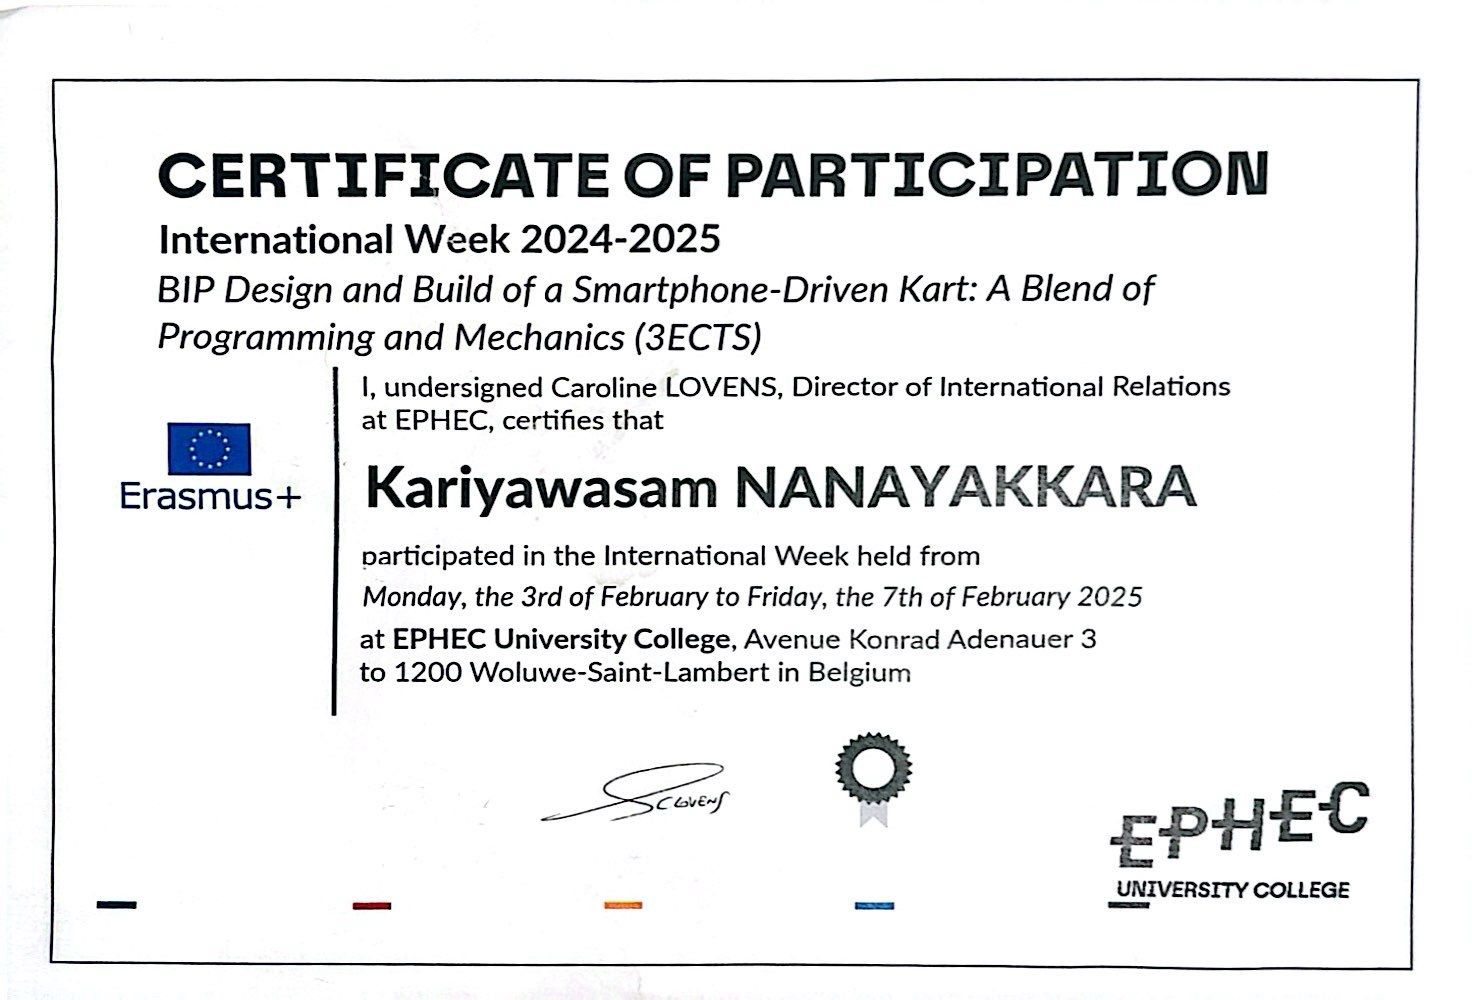 CERTIFICATE OF PARTICIPATION
International Week 2024-2025
BIP Design and Build of a Smartphone-Driven Kart: A Blend of
Programming and Mechanics (3ECTS)
I, undersigned Caroline LOVENS, Director of International Relations
at EPHEC, certifies that
Erasmus+
Kariyawasam NANAYAKKARA
participated in the International Week held from
Monday, the 3rd of February to Friday, the 7th of February 2025
at EPHEC University College, Avenue Konrad Adenauer 3
to 1200 Woluwe-Saint-Lambert in Belgium
C LOVENS
EPHEC
UNIVERSITY COLLEGE